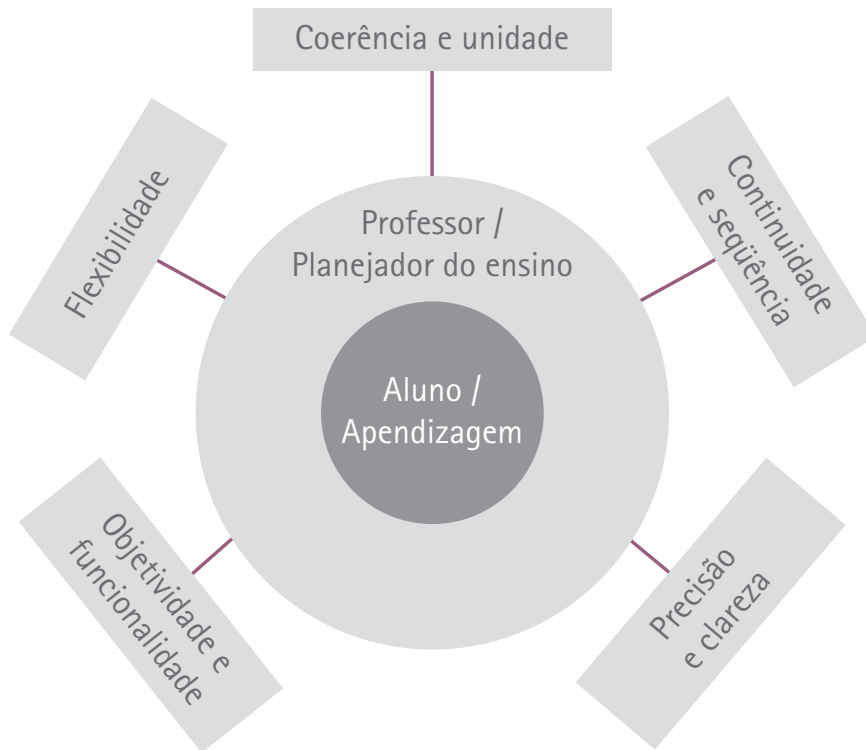 Coerência e unidade
Flexibilidade
Continuidade
e seqüência
Professor /
Planejador do ensino
Aluno /
Apendizagem
Objetividade e
funcionalidade
Precisão
e clareza